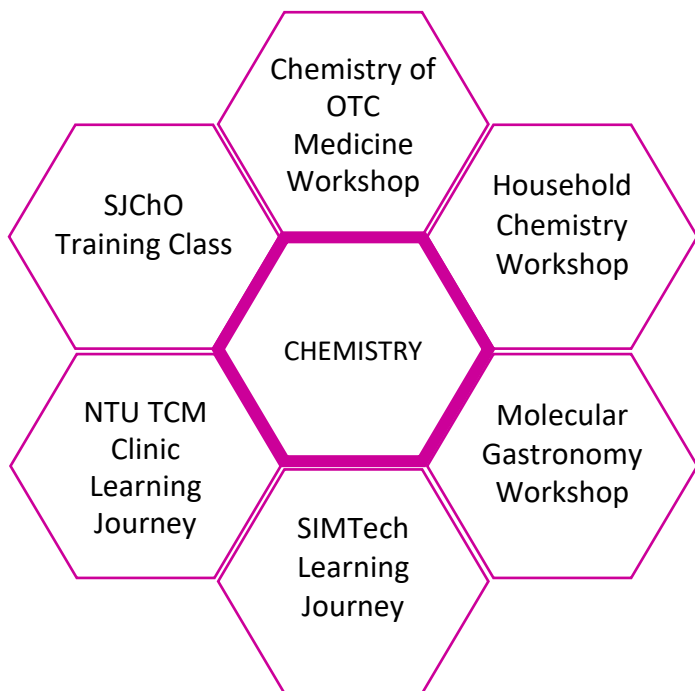 Chemistry of
OTC
Medicine
Workshop
SJChO
Training Class
Household
Chemistry
Workshop
CHEMISTRY
NTU TCM
Clinic
Learning
Journey
Molecular
Gastronomy
Workshop
SIMTech
Learning
Journey